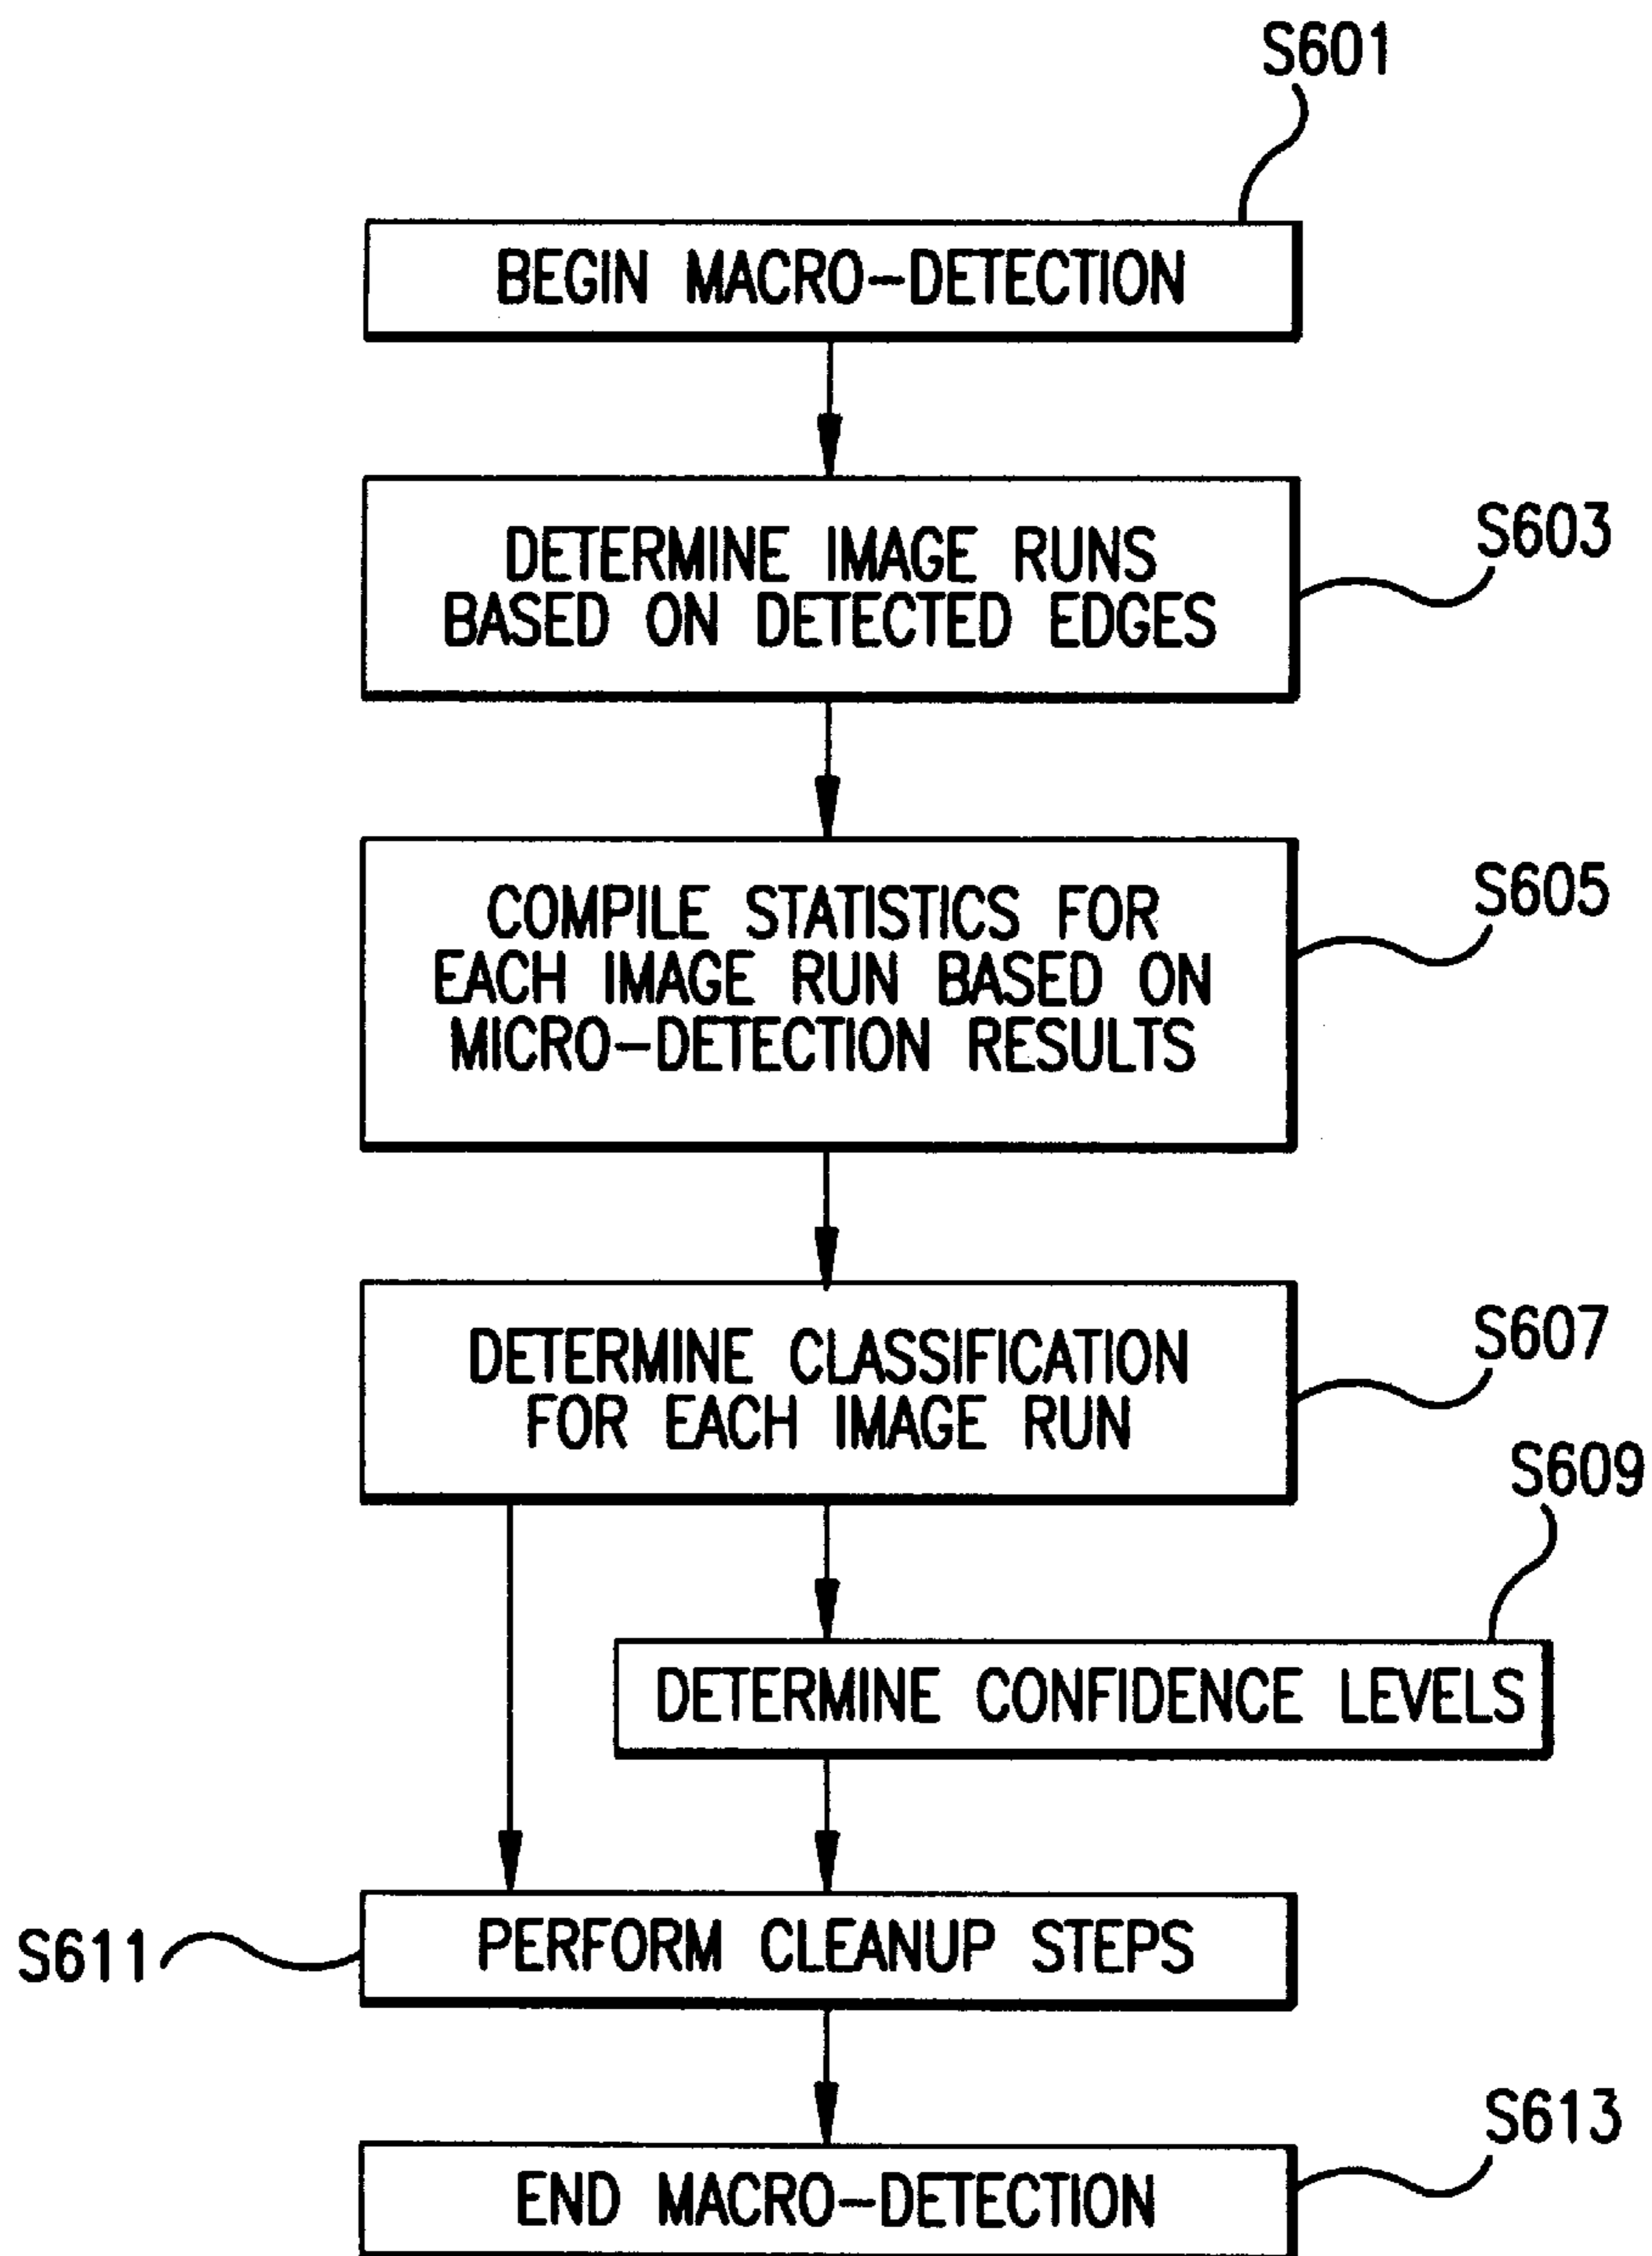 S601
BEGIN MACRO-DETECTION
DETERMINE IMAGE RUNS
BASED ON DETECTED EDGES
S603
COMPILE STATISTICS FOR
EACH IMAGE RUN BASED ON
MICRO-DETECTION RESULTS
S605
DETERMINE CLASSIFICATION
FOR EACH IMAGE RUN
S607
S609
DETERMINE CONFIDENCE LEVELS
S611
PERFORM CLEANUP STEPS
S613
END MACRO-DETECTION